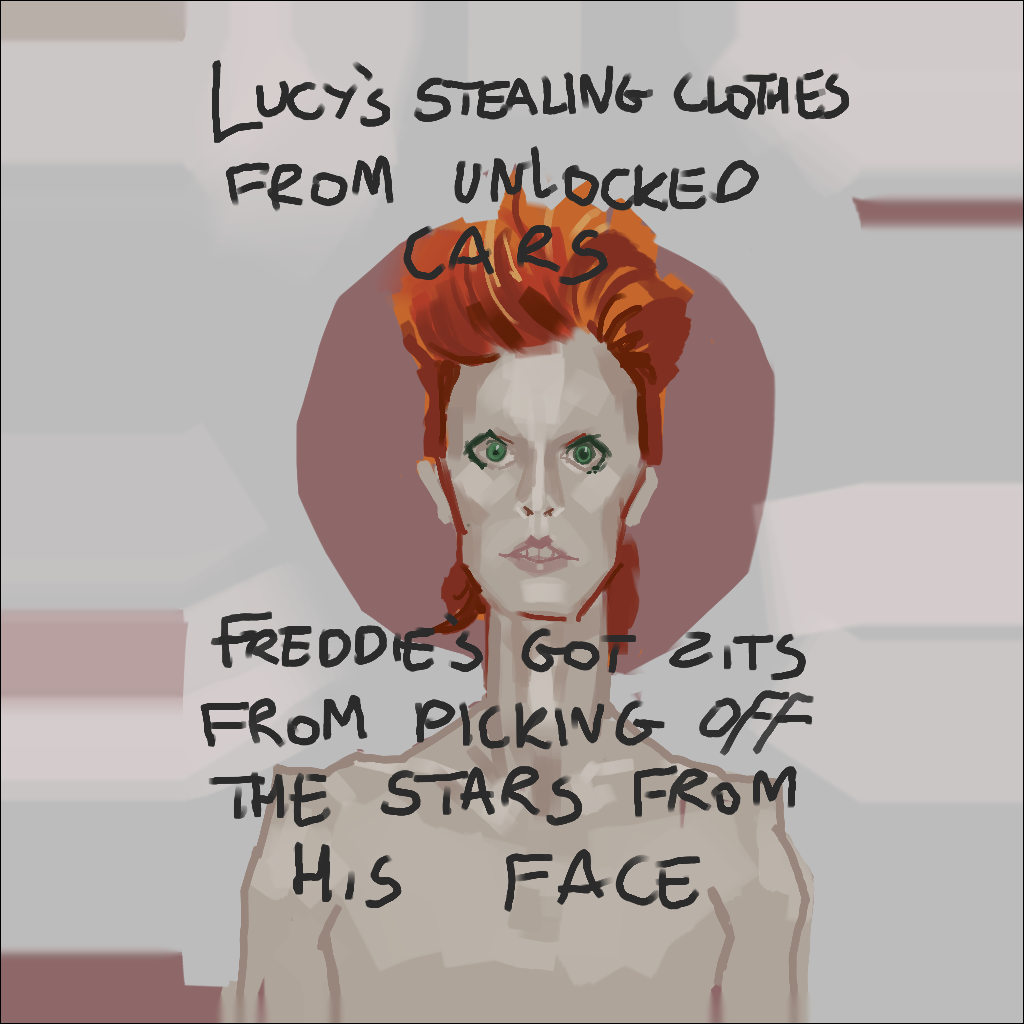 LUCY'S STEALING CLOTHES
FROM UNLOCKED
CARS
FREDDIE'S GOT ZITS
FROM PICKING OFF
THE STARS FROM
HIS FACE